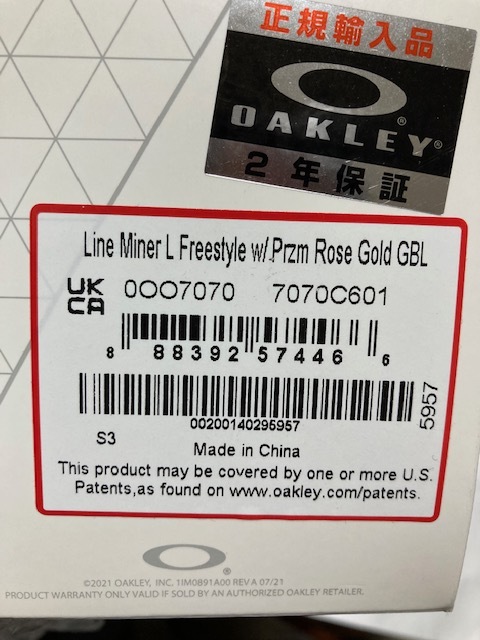 正規輸入品
OAKLEY®
2年保証
Line Miner L Freestyle w/ Przm Rose Gold GBL
UK
CA
0OO7070 7070C601
8 88392 57446 6
00200140295957
5957
S3
Made in China
This product may be covered by one or more U.S.
Patents,as found on www.oakley.com/patents.
®
©2021 OAKLEY, INC. 1IM0891A00 REV A 07/21
PRODUCT WARRANTY ONLY VALID IF SOLD BY AN AUTHORIZED OAKLEY RETAILER.